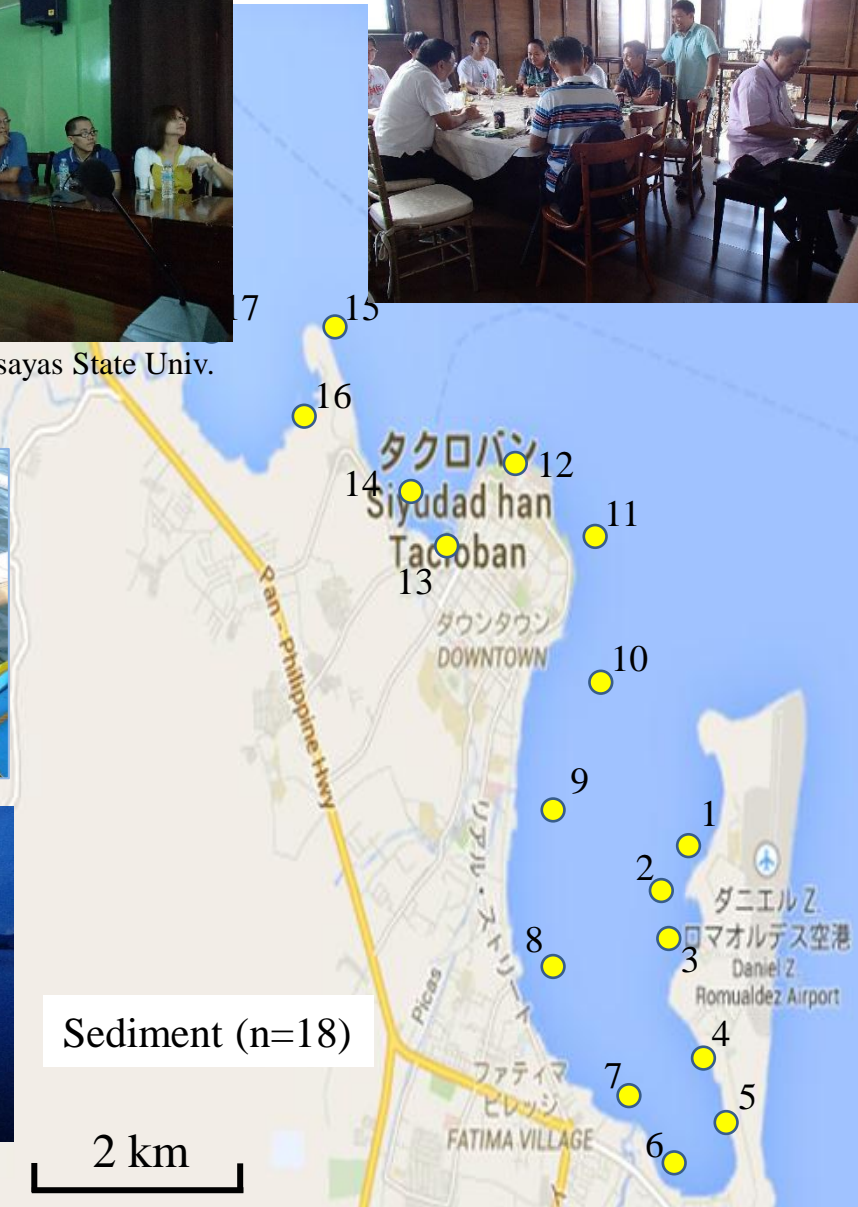 17
15
sayas State Univ.
16
タクロバン
12
14
Siyudad han
Tacloban
11
13
ダウンタウン
DOWNTOWN
Pan - Philippine Hwy
10
9
1
リアル・ストリート
2
ダニエル Z.
ロマオルデス空港
3
Daniel Z.
Romualdez Airport
8
Picas
Sediment (n=18)
4
ファティマ
ビレッジ
FATIMA VILLAGE
7
5
6
2 km